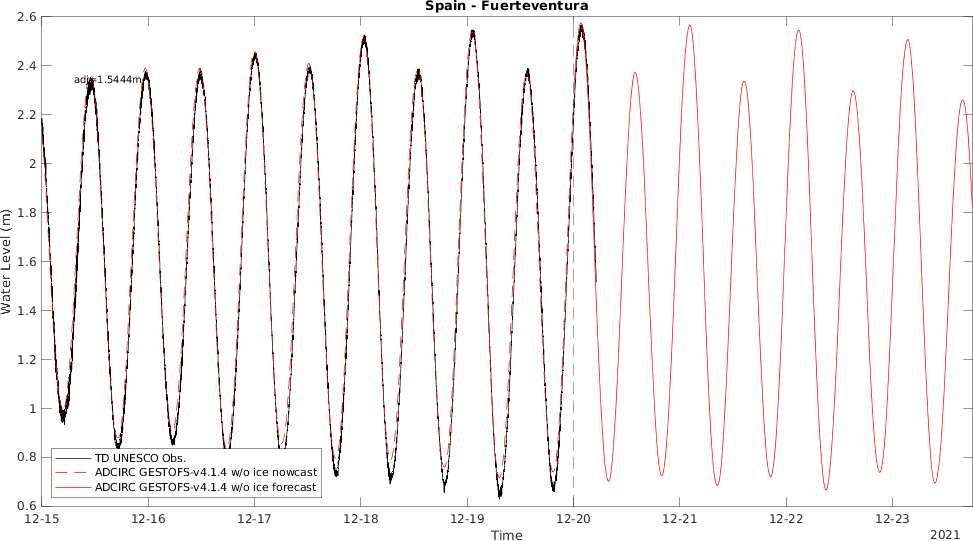 Spain - Fuerteventura
2.6
2.4
2.2
2
1.8
1.6
1.4
1.2
1
0.8
0.6
Water Level (m)
adj=1.5444m
TD UNESCO Obs.
ADCIRC GESTOFS-v4.1.4 w/o ice nowcast
ADCIRC GESTOFS-v4.1.4 w/o ice forecast
12-15 12-16 12-17 12-18 12-19 12-20 12-21 12-22 12-23
Time
2021